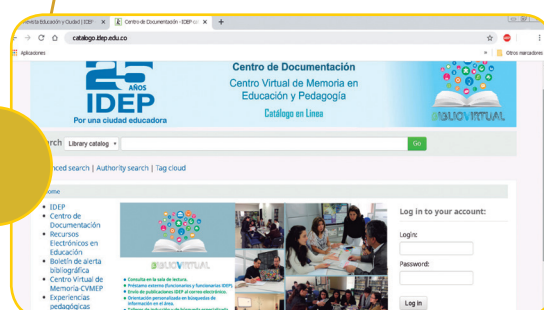 Revista Educación y Ciudad | IDEP
Centro de Documentación - IDEP
catalogo.idep.edu.co
Aplicaciones
Otros marcadores
25 AÑOS
IDEP
Por una ciudad educadora
Centro de Documentación
Centro Virtual de Memoria en
Educación y Pedagogía
Catálogo en Línea
BIBLIOVIRTUAL
Library catalog
Go
search | Authority search | Tag cloud
IDEP
Centro de
Documentación
Recursos
Electrónicos en
Educación
Boletín de alerta
bibliográfica
Centro Virtual de
Memoria-CVMEP
Experiencias
pedagógicas
BIBLIOVIRTUAL
Consulta en la sala de lectura.
Préstamo externo (funcionarios y funcionarias IDEP).
Envío de publicaciones IDEP al correo electrónico.
Orientación personalizada en búsquedas de
información en el área.
Log in to your account:
Login:
Password:
Log in